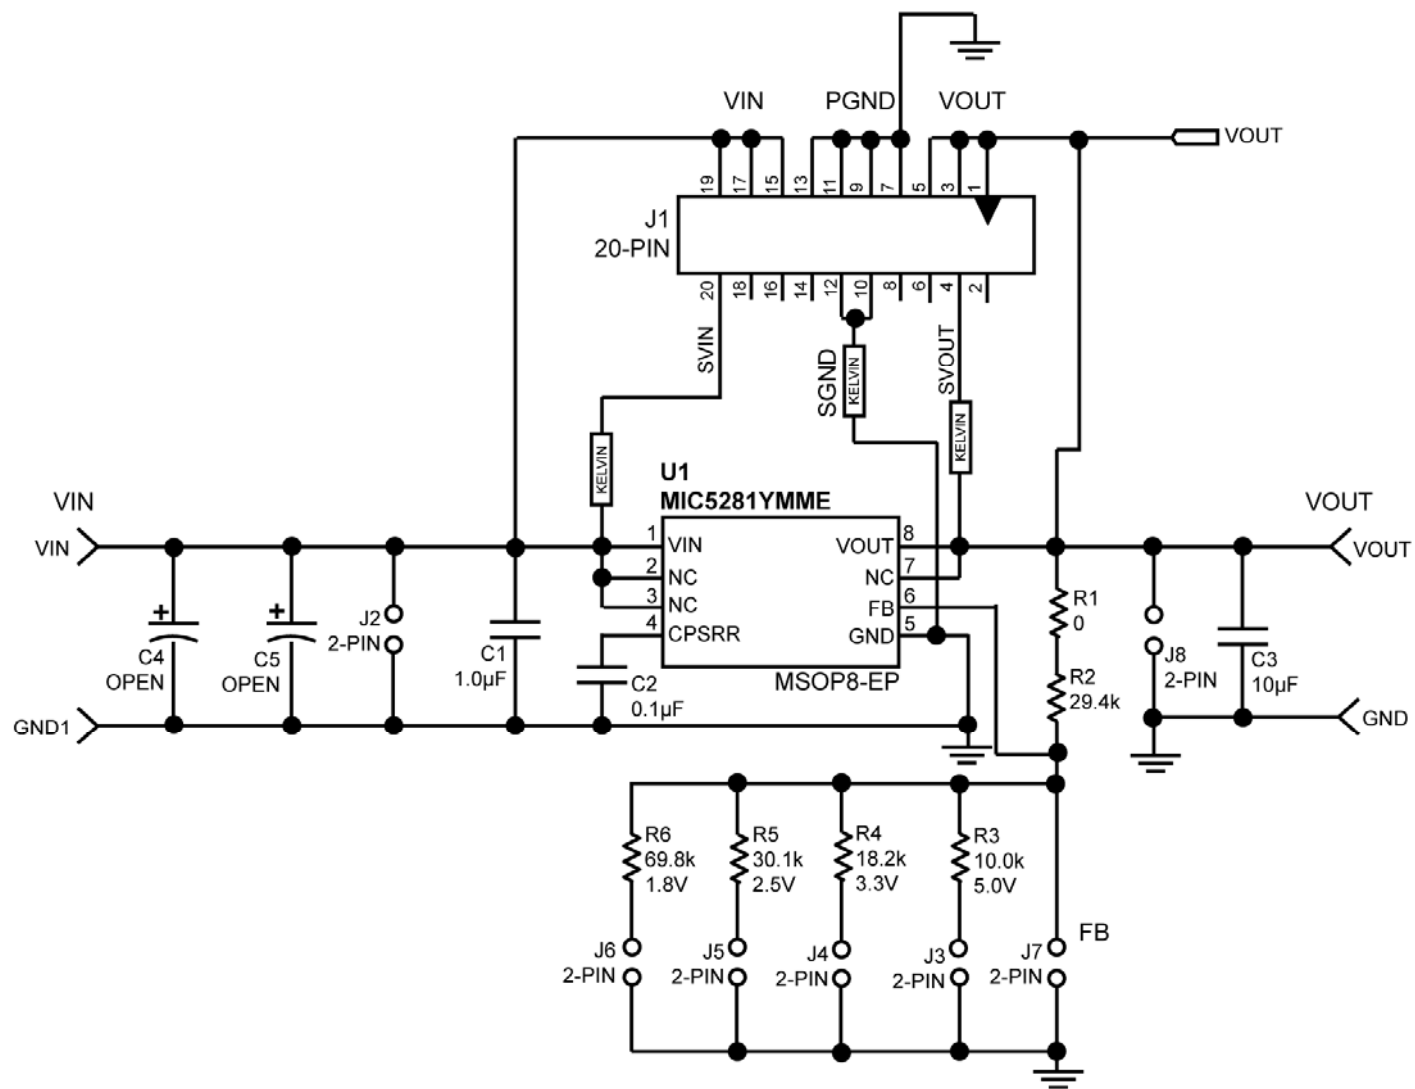 VIN PGND VOUT
VOUT
19 17 15 13 11 9 7 5 3 1
J1
20-PIN
20 18 16 14 12 10 8 6 4 2
SVIN
SGND
SVOUT
KELVIN
KELVIN
KELVIN
U1
MIC5281YMME
VIN
VIN
VOUT
VOUT
1 VIN
2 NC
3 NC
4 CPSRR
VOUT 8
NC 7
FB 6
GND 5
MSOP8-EP
+
C4
OPEN
+
C5
OPEN
J2
2-PIN
C1
1.0µF
C2
0.1µF
R1
0
R2
29.4k
J8
2-PIN
C3
10µF
GND1
GND
R6
69.8k
1.8V
R5
30.1k
2.5V
R4
18.2k
3.3V
R3
10.0k
5.0V
FB
J6
2-PIN
J5
2-PIN
J4
2-PIN
J3
2-PIN
J7
2-PIN